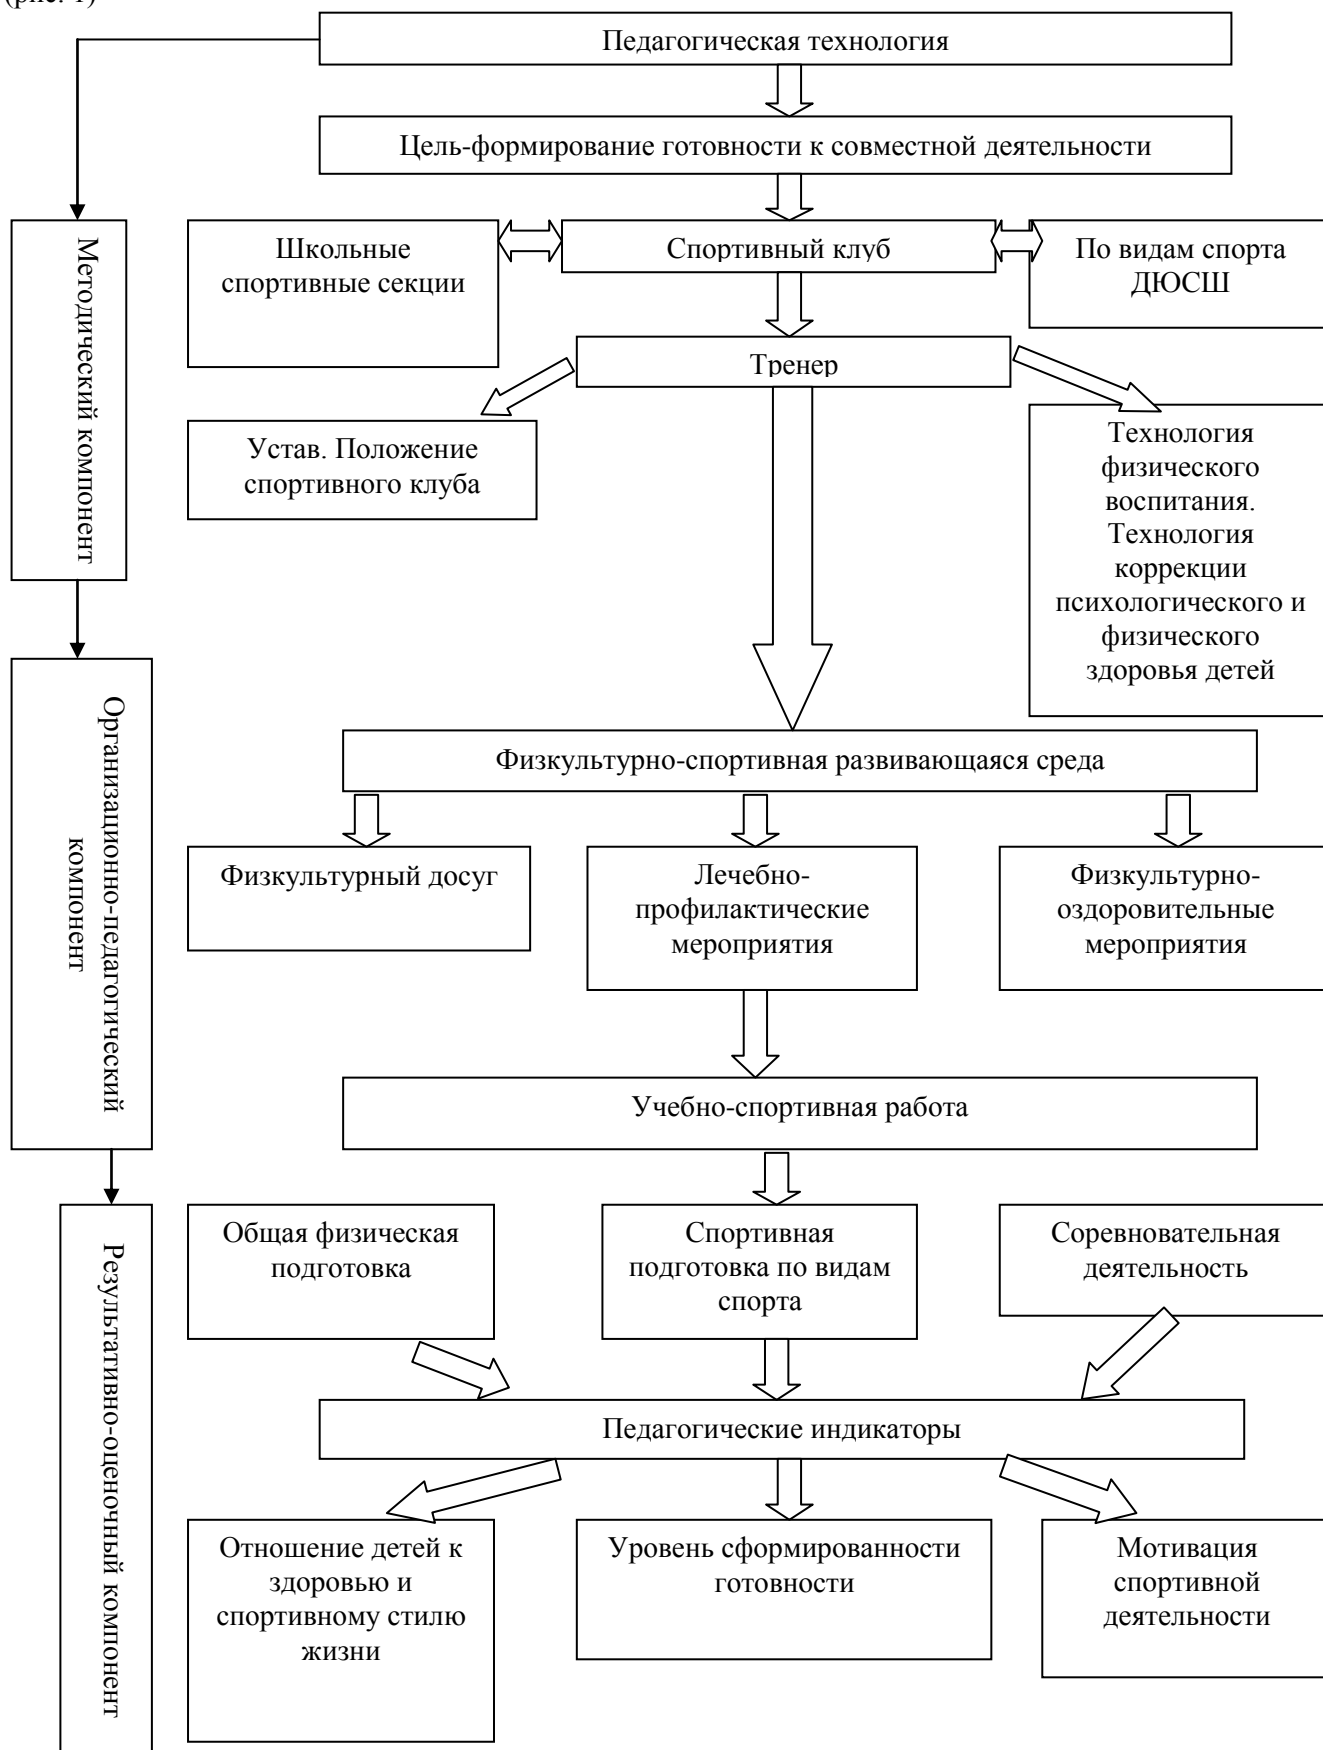 (рис. 1)
Педагогическая технология
Цель-формирование готовности к совместной деятельности
Методический компонент
Школьные
спортивные секции
Спортивный клуб
По видам спорта
ДЮСШ
Тренер
Устав. Положение
спортивного клуба
Технология
физического
воспитания.
Технология
коррекции
психологического и
физического
здоровья детей
Организационно-педагогический
компонент
Физкультурно-спортивная развивающаяся среда
Физкультурный досуг
Лечебно-
профилактические
мероприятия
Физкультурно-
оздоровительные
мероприятия
Учебно-спортивная работа
Результативно-оценочный компонент
Общая физическая
подготовка
Спортивная
подготовка по видам
спорта
Соревновательная
деятельность
Педагогические индикаторы
Отношение детей к
здоровью и
спортивному стилю
жизни
Уровень сформированности
готовности
Мотивация
спортивной
деятельности